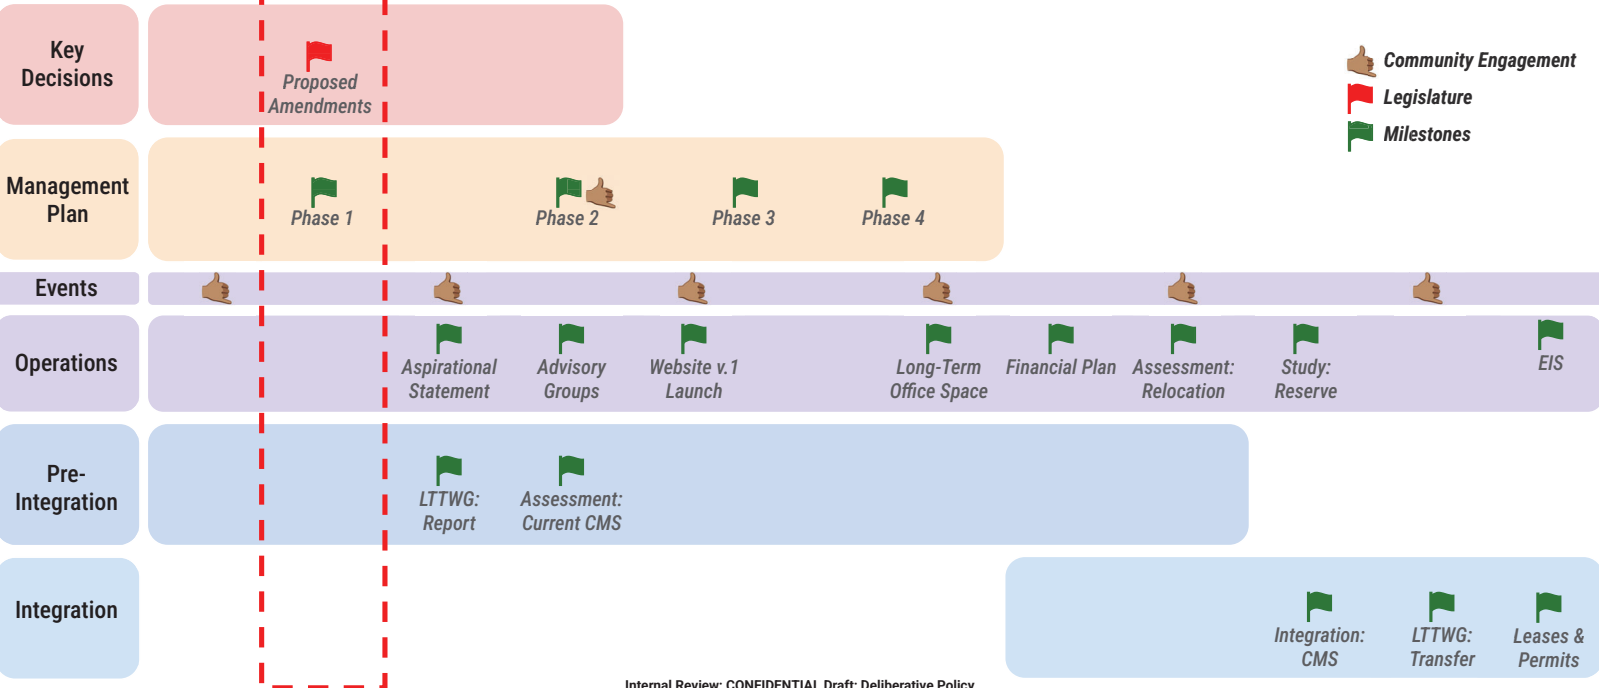 Key
Decisions
Proposed
Amendments
Community Engagement
Legislature
Milestones
Management
Plan
Phase 1
Phase 2
Phase 3
Phase 4
Events
Operations
Aspirational
Statement
Advisory
Groups
Website v.1
Launch
Long-Term
Office Space
Financial Plan
Assessment:
Relocation
Study:
Reserve
EIS
Pre-
Integration
LTTWG:
Report
Assessment:
Current CMS
Integration
Integration:
CMS
LTTWG:
Transfer
Leases &
Permits
Internal Review: CONFIDENTIAL Draft: Deliberative Policy